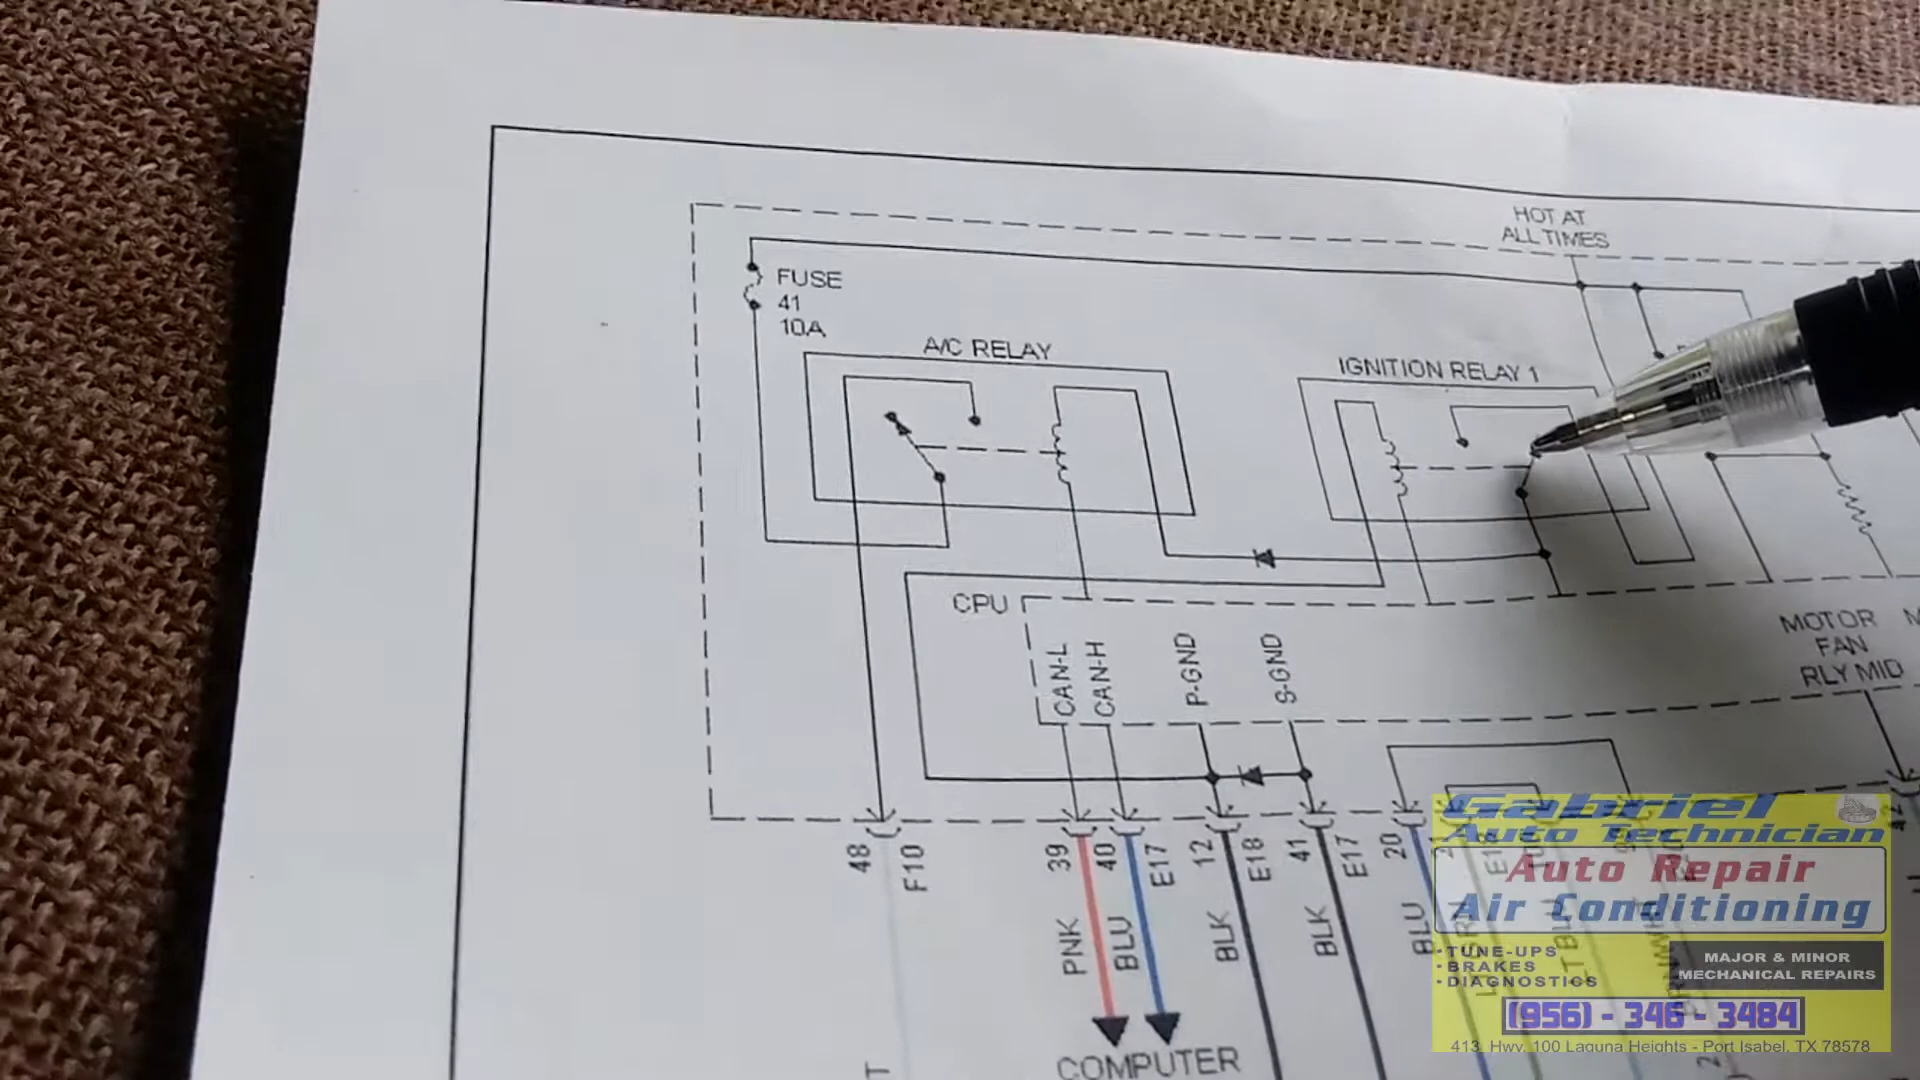 HOT AT
ALL TIMES
FUSE
41
10A
A/C RELAY
IGNITION RELAY 1
CPU
CAN-L
CAN-H
P-GND
S-GND
MOTOR
FAN
RLY MID
48
F10
39
40
E17
12
E18
41
E17
20
42
PNK
BLU
BLK
BLK
BLU
COMPUTER
Gabriel
Auto Technician
Auto Repair
Air Conditioning
•TUNE-UPS
•BRAKES
•DIAGNOSTICS
MAJOR & MINOR
MECHANICAL REPAIRS
(956) - 346 - 3484
413 Hwy. 100 Laguna Heights - Port Isabel, TX 78578